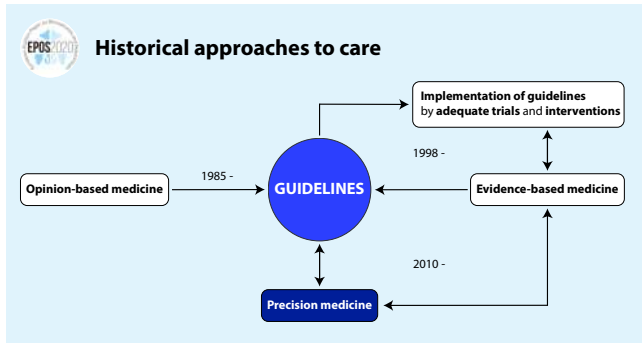 EPOS2020
Historical approaches to care
Implementation of guidelines
by adequate trials and interventions
1998 -
1985 -
Opinion-based medicine
GUIDELINES
Evidence-based medicine
2010 -
Precision medicine